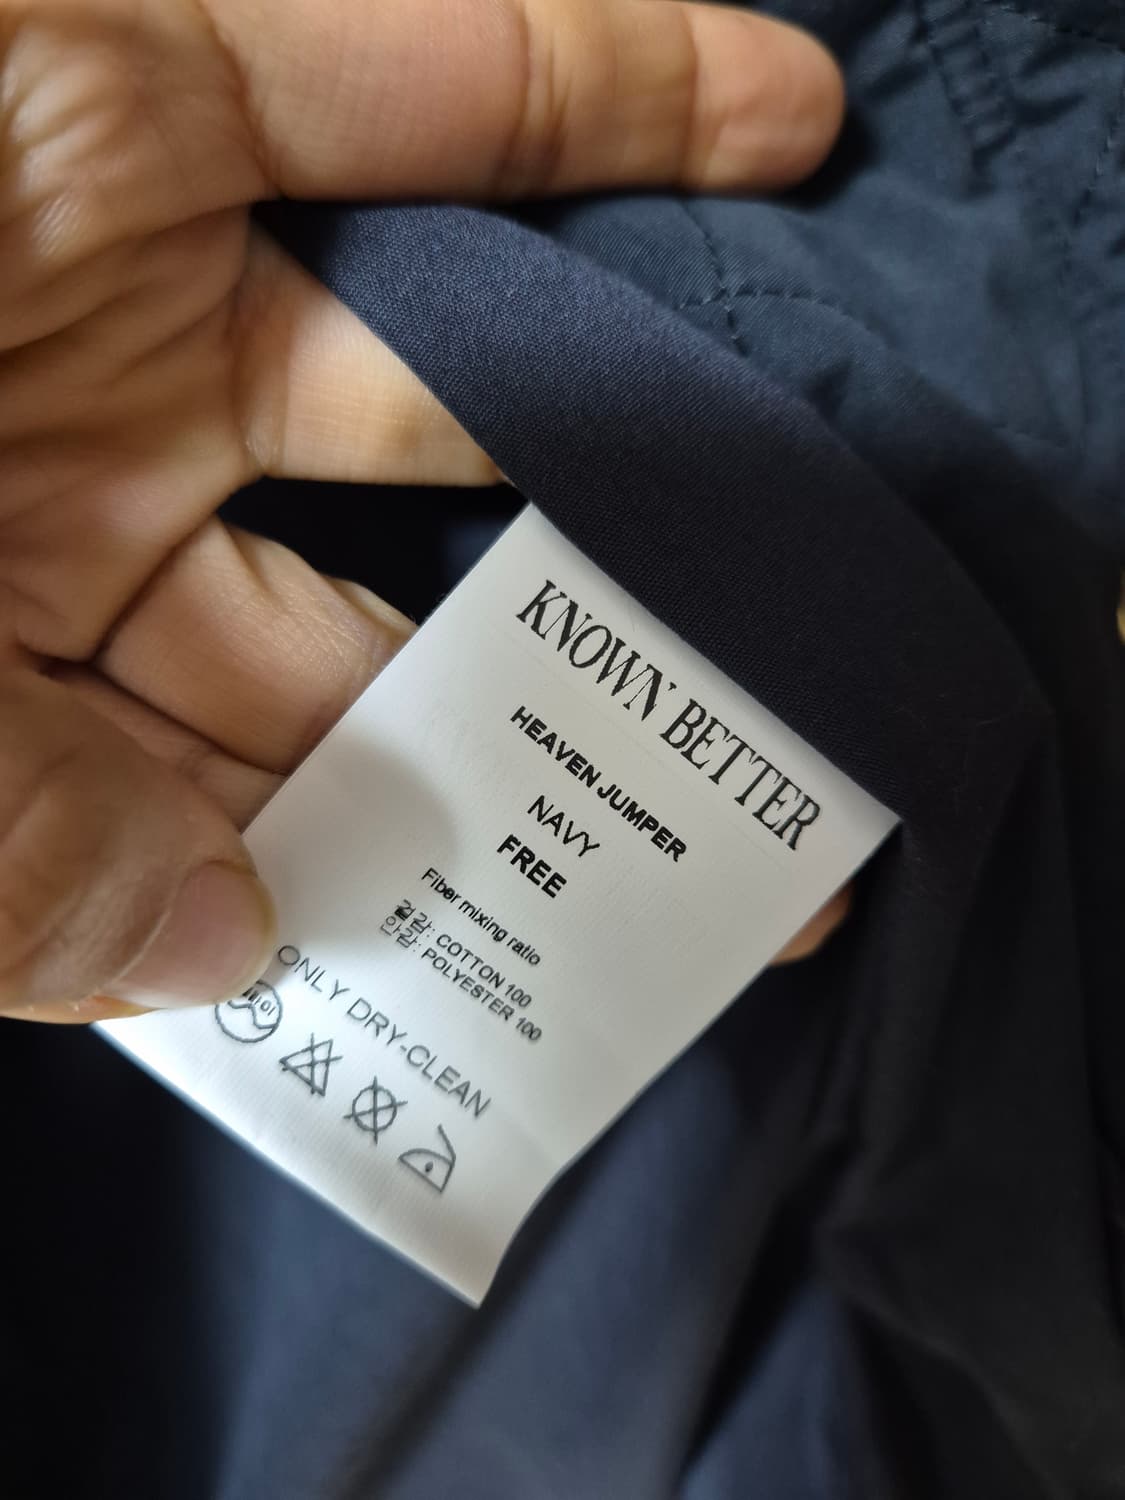 KNOWN BETTER
HEAVEN JUMPER
NAVY
FREE
Fiber mixing ratio
겉감: COTTON 100
안감: POLYESTER 100
ONLY DRY-CLEAN